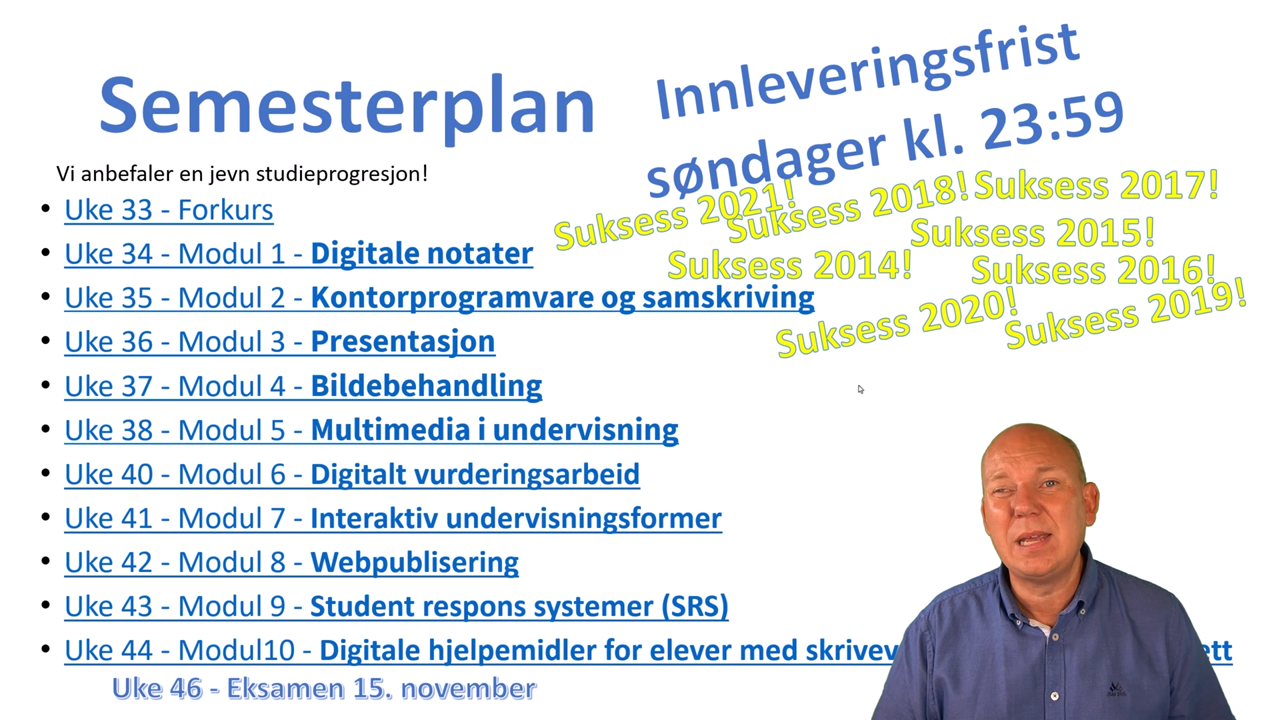 Semesterplan
Innleveringsfrist
søndager kl. 23:59
Vi anbefaler en jevn studieprogresjon!
Suksess 2021!
Suksess 2018!
Suksess 2017!
Suksess 2015!
Suksess 2014!
Suksess 2016!
Suksess 2020!
Suksess 2019!
• Uke 33 - Forkurs
• Uke 34 - Modul 1 - Digitale notater
• Uke 35 - Modul 2 - Kontorprogramvare og samskriving
• Uke 36 - Modul 3 - Presentasjon
• Uke 37 - Modul 4 - Bildebehandling
• Uke 38 - Modul 5 - Multimedia i undervisning
• Uke 40 - Modul 6 - Digitalt vurderingsarbeid
• Uke 41 - Modul 7 - Interaktiv undervisningsformer
• Uke 42 - Modul 8 - Webpublisering
• Uke 43 - Modul 9 - Student respons systemer (SRS)
• Uke 44 - Modul10 - Digitale hjelpemidler for elever med
Uke 46 - Eksamen 15. november